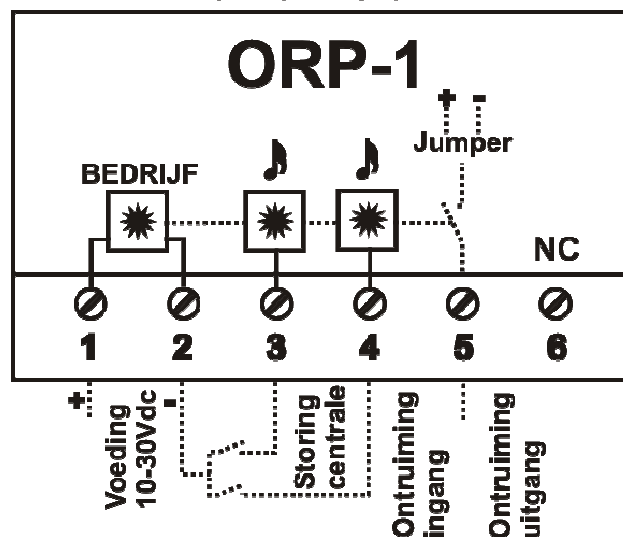 ORP-1
+ -
Jumper
BEDRIJF
NC
1 2 3 4 5 6
+ -
Voeding
10-30Vdc
Storing
centrale
Ontruiming
ingang
Ontruiming
uitgang